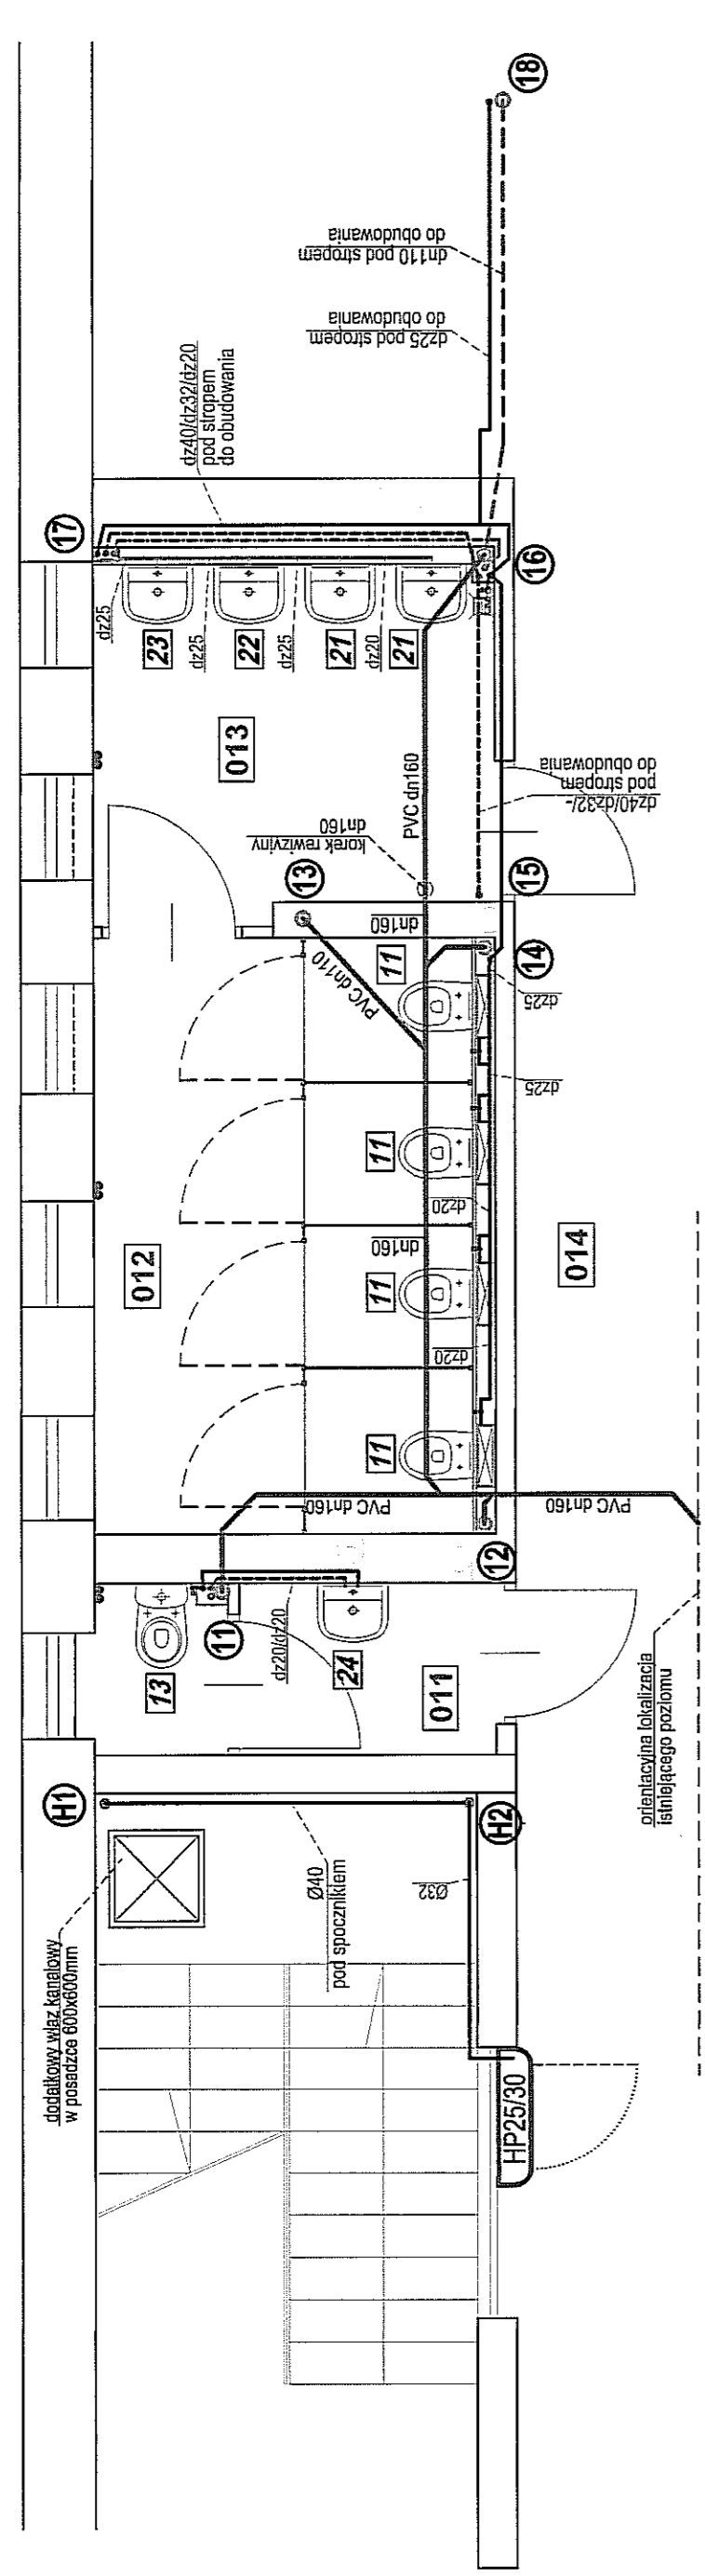 18
dn110 pod stropem
do obudowania
dz25 pod stropem
do obudowania
dz40/dz32/dz20
pod stropem
do obudowania
17
16
dz25
23
dz25
22
dz25
21
dz20
21
013
PVC dn160
korek rewizyjny
dn160
dz40/dz32/-
pod stropem
do obudowania
13
15
dn160
PVC dn110
11
14
dz25
dz25
11
dz20
012
dn160
11
014
dz20
11
PVC dn160
PVC dn160
12
13
11
dz20/dz20
24
011
orientacyjna lokalizacja
istniejącego poziomu
H1
H2
Ø40
pod spocznikiem
Ø32
dodatkowy właz kanałowy
w posadzce 600x600mm
HP25/30